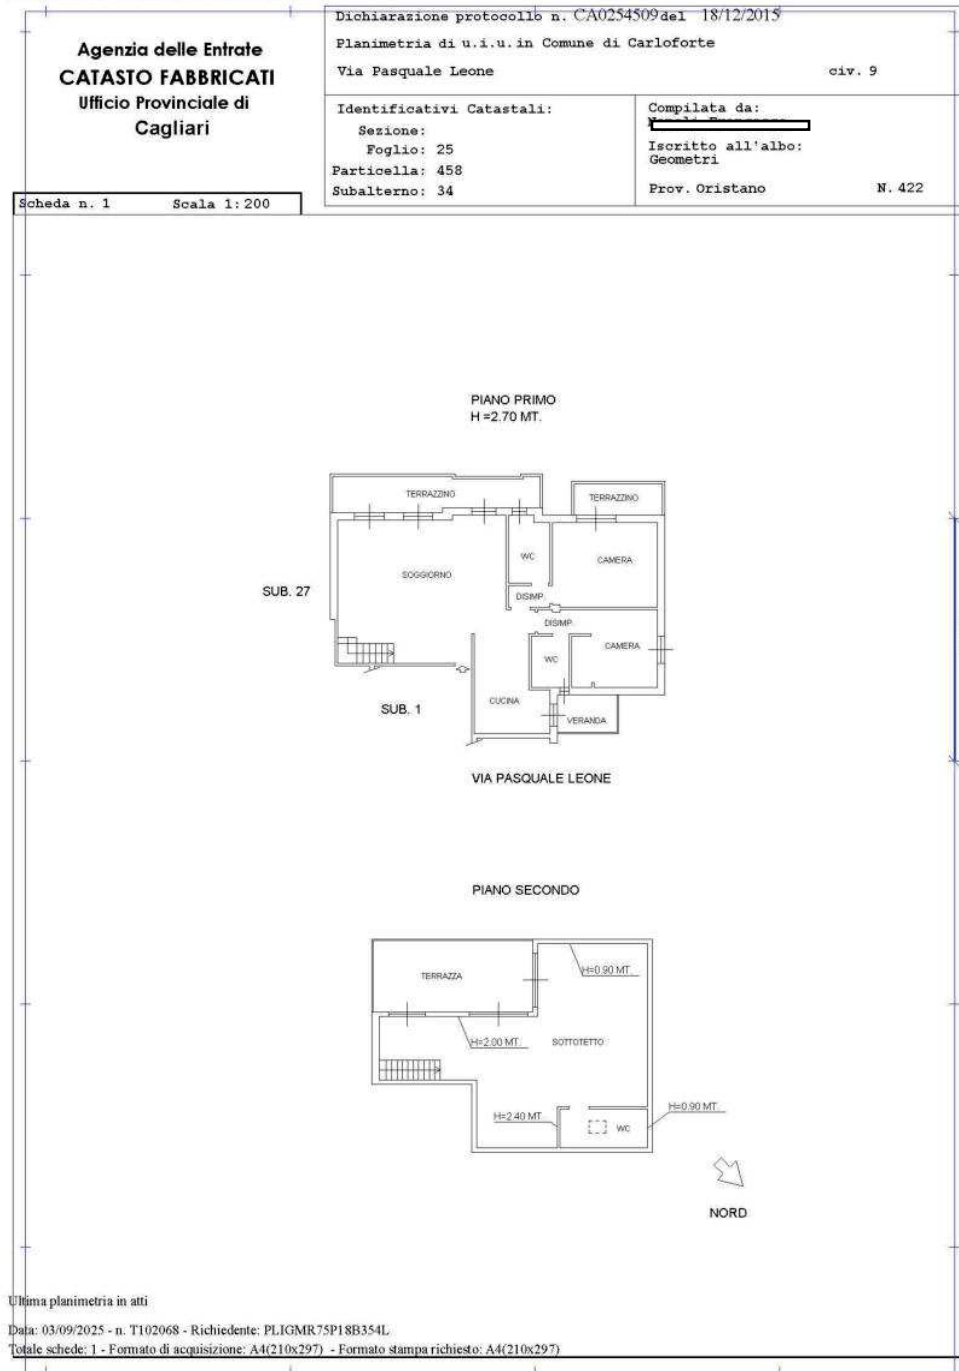 Agenzia delle Entrate
CATASTO FABBRICATI
Ufficio Provinciale di
Cagliari
Dichiarazione protocollo n. CA0254509 del 18/12/2015
Planimetria di u.i.u. in Comune di Carloforte
Via Pasquale Leone civ. 9
Identificativi Catastali:
Sezione:
Foglio: 25
Particella: 458
Subalterno: 34
Compilata da:
Iscritto all'albo:
Geometri
Prov. Oristano N. 422
Scheda n. 1 Scala 1:200
PIANO PRIMO
H =2.70 MT.
TERRAZZINO
TERRAZZINO
WC
CAMERA
SOGGIORNO
SUB. 27
DISIMP.
DISIMP.
CAMERA
WC
CUCINA
SUB. 1
VERANDA
VIA PASQUALE LEONE
PIANO SECONDO
TERRAZZA
H=0.90 MT.
H=2.00 MT.
SOTTOTETTO
H=2.40 MT.
H=0.90 MT.
WC
NORD
Ultima planimetria in atti
Data: 03/09/2025 - n. T102068 - Richiedente: PLIGMR75P18B354L
Totale schede: 1 - Formato di acquisizione: A4(210x297) - Formato stampa richiesto: A4(210x297)